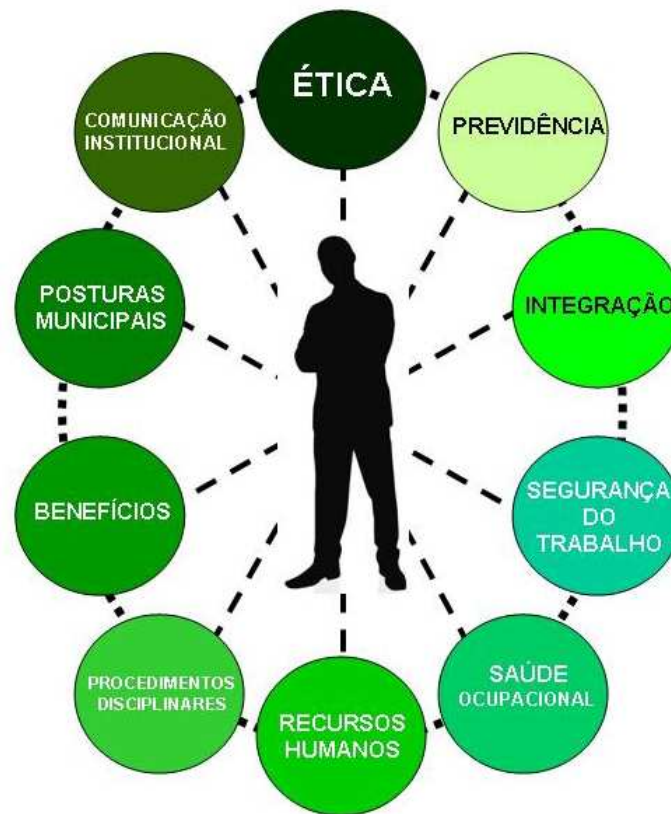 ÉTICA
PREVIDÊNCIA
INTEGRAÇÃO
SEGURANÇA
DO
TRABALHO
SAÚDE
OCUPACIONAL
RECURSOS
HUMANOS
PROCEDIMENTOS
DISCIPLINARES
BENEFÍCIOS
POSTURAS
MUNICIPAIS
COMUNICAÇÃO
INSTITUCIONAL